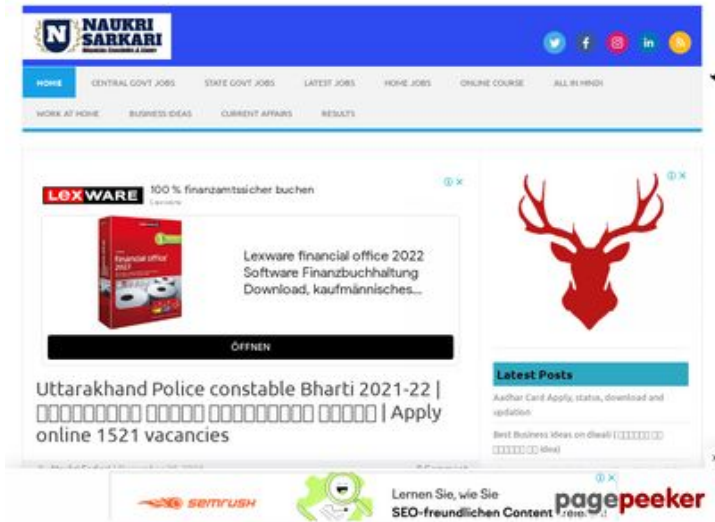 NAUKRI
SARKARI
HOME CENTRAL GOVT JOBS STATE GOVT JOBS LATEST JOBS HOME JOBS ONLINE COURSE ALL IN HINDI
WORK AT HOME BUSINESS IDEAS CURRENT AFFAIRS RESULTS
LEXWARE 100 % finanzamtssicher buchen
Lexware
Lexware financial office 2022
Software Finanzbuchhaltung
Download, kaufmännisches...
ÖFFNEN
Uttarakhand Police constable Bharti 2021-22 |
| Apply
online 1521 vacancies
Latest Posts
Aadhar Card Apply, status, download and
updation
Best Business ideas on diwali (
Idea)
semrush
Lernen Sie, wie Sie
SEO-freundlichen Content
pagepeeker